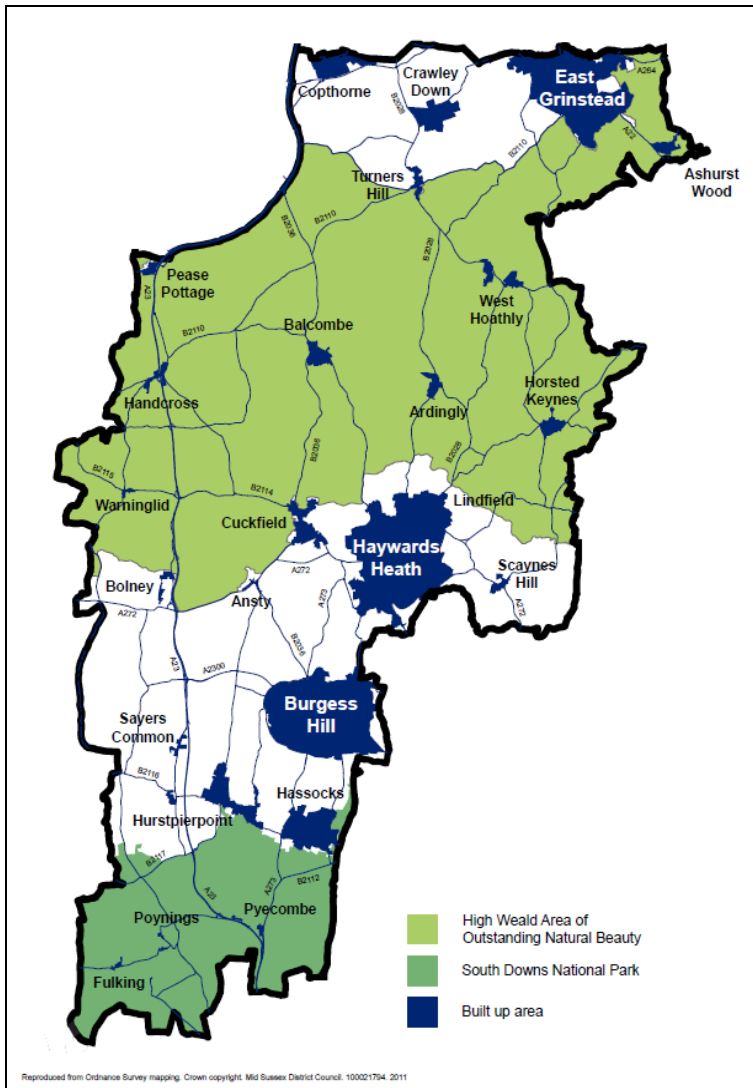 Copthorne
Crawley
Down
East
Grinstead
A264
B2028
B2110
A22
Ashurst
Wood
Turners
Hill
B2036
B2110
B2028
Pease
Pottage
A23
West
Hoathly
B2110
Balcombe
Handcross
Ardingly
Horsted
Keynes
B2036
B2028
B2115
Warninglid
B2114
Cuckfield
Lindfield
Haywards
Heath
A272
Scaynes
Hill
Bolney
Ansty
A273
A272
A272
B2036
A23
A2300
Burgess
Hill
Sayers
Common
B2116
Hassocks
Hurstpierpoint
B2117
A23
A273
B2112
Poynings
Pyecombe
Fulking
High Weald Area of
Outstanding Natural Beauty
South Downs National Park
Built up area
Reproduced from Ordnance Survey mapping. Crown copyright. Mid Sussex District Council. 100021794. 2011